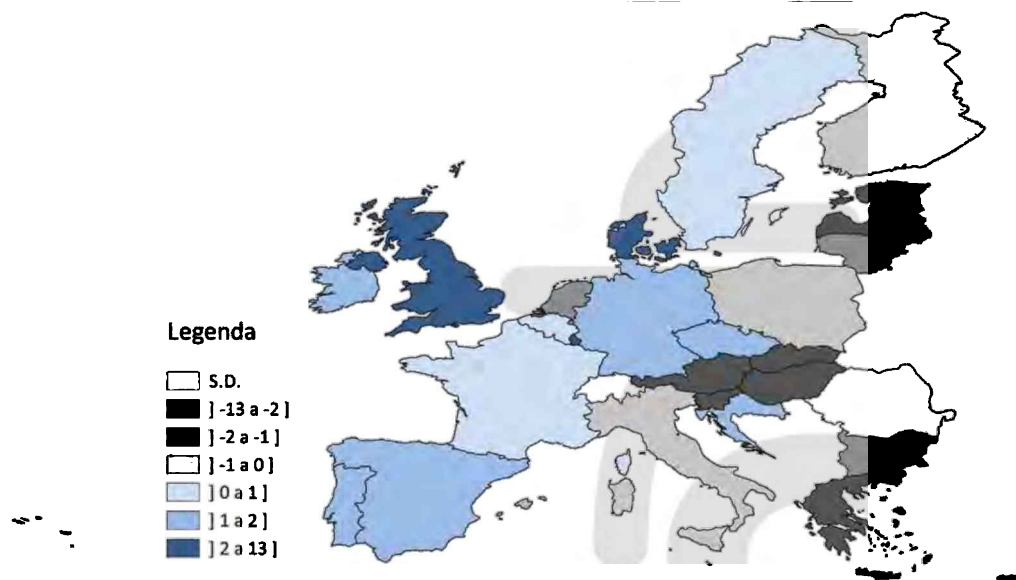 Legenda
S.D.
] -13 a -2 ]
] -2 a -1 ]
] -1 a 0 ]
] 0 a 1 ]
] 1 a 2 ]
] 2 a 13 ]